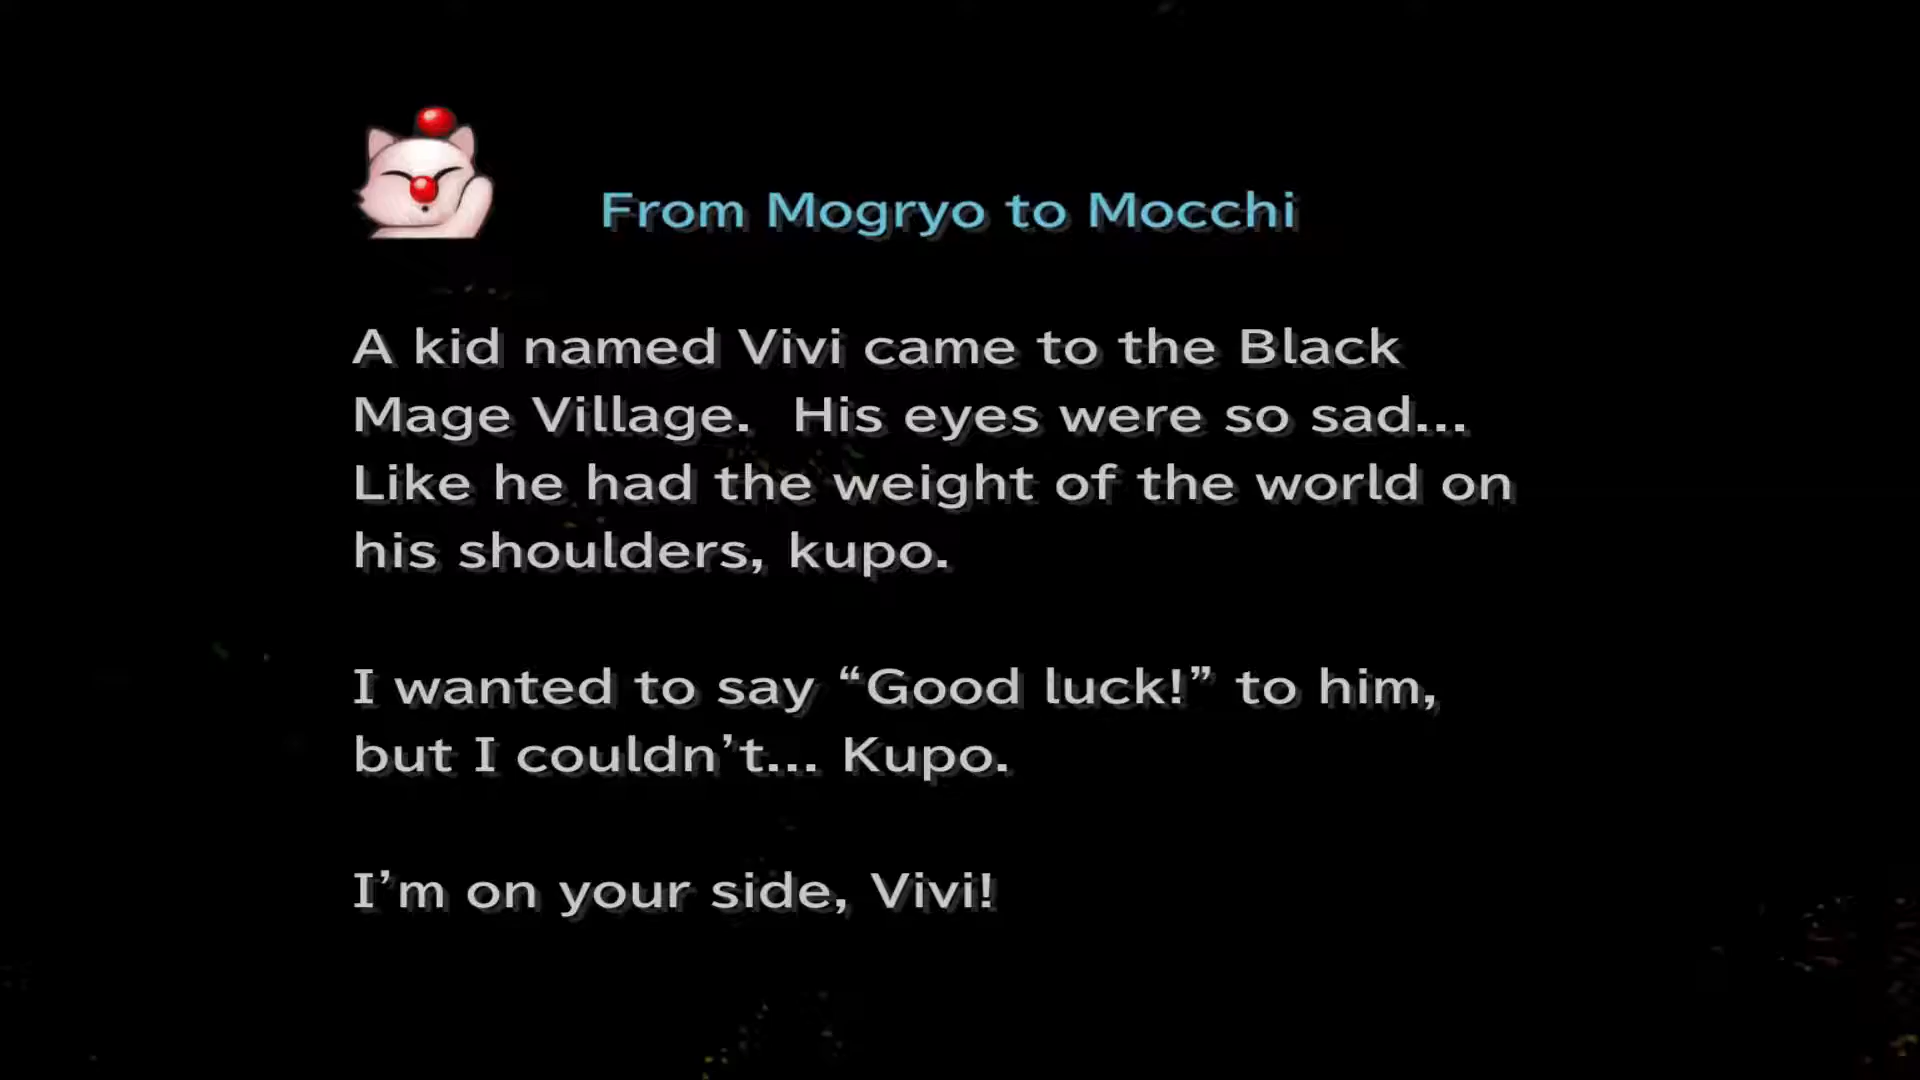 From Mogryo to Mocchi
A kid named Vivi came to the Black
Mage Village.  His eyes were so sad...
Like he had the weight of the world on
his shoulders, kupo.
I wanted to say “Good luck!” to him,
but I couldn’t... Kupo.
I’m on your side, Vivi!